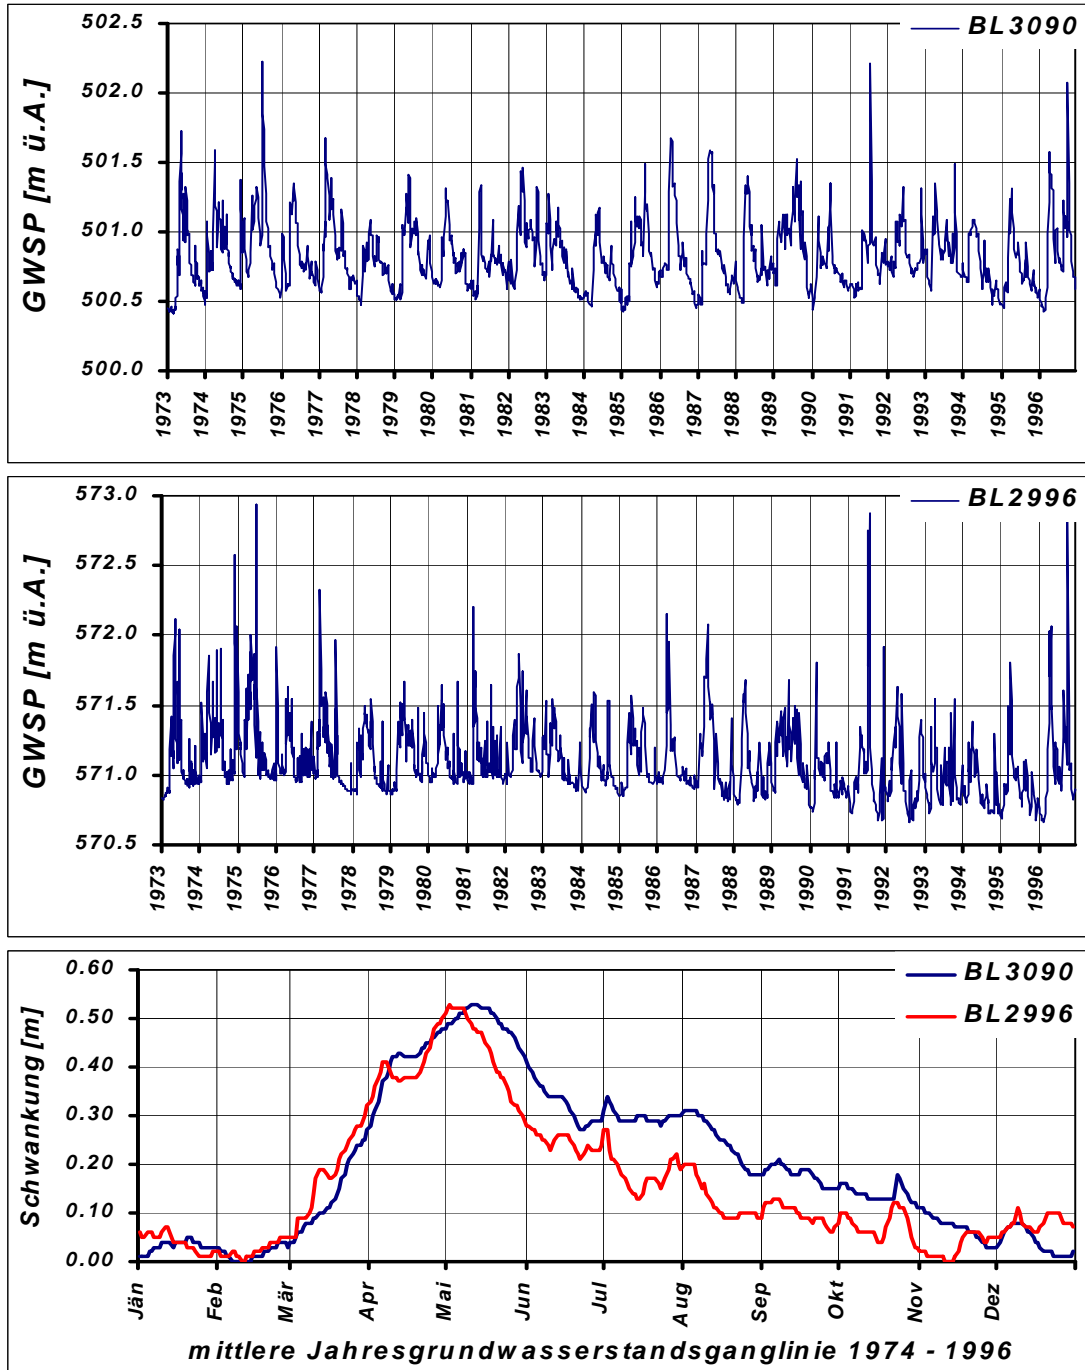 BL3090
GWSP [m ü.A.]
502.5
502.0
501.5
501.0
500.5
500.0
1973 1974 1975 1976 1977 1978 1979 1980 1981 1982 1983 1984 1985 1986 1987 1988 1989 1990 1991 1992 1993 1994 1995 1996
BL2996
GWSP [m ü.A.]
573.0
572.5
572.0
571.5
571.0
570.5
1973 1974 1975 1976 1977 1978 1979 1980 1981 1982 1983 1984 1985 1986 1987 1988 1989 1990 1991 1992 1993 1994 1995 1996
BL3090
BL2996
Schwankung [m]
0.60
0.50
0.40
0.30
0.20
0.10
0.00
Jän Feb Mär Apr Mai Jun Jul Aug Sep Okt Nov Dez
mittlere Jahresgrundwasserstandsganglinie 1974 - 1996